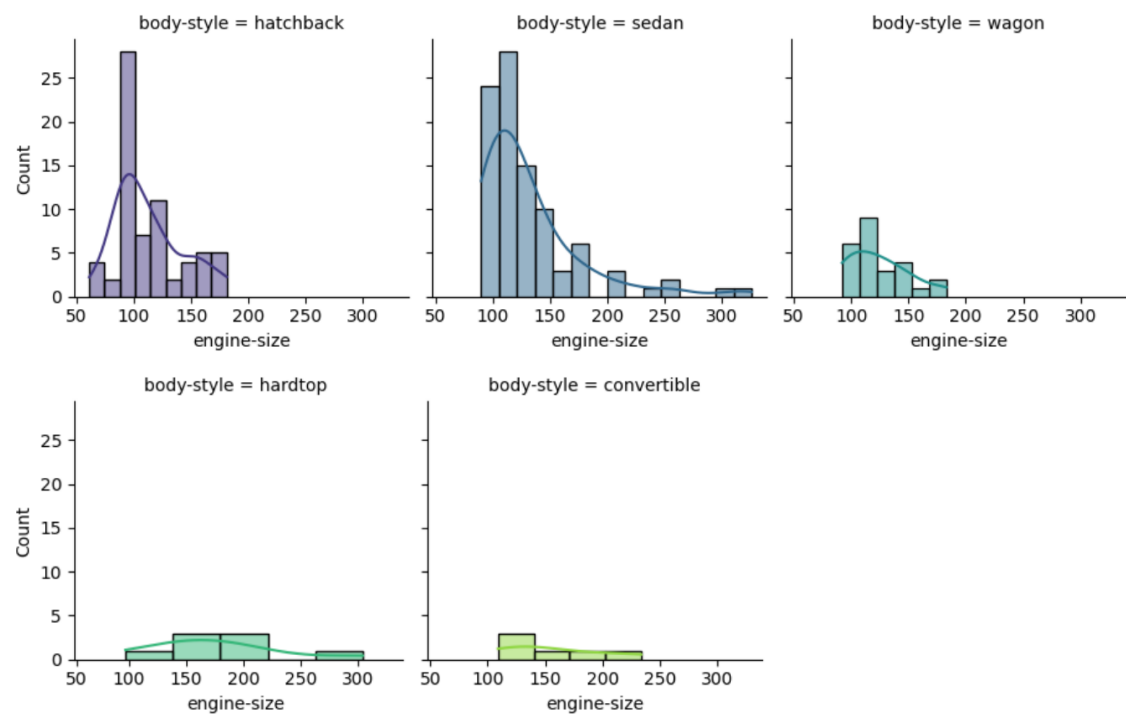 body-style = hatchback
body-style = sedan
body-style = wagon
25
20
15
10
5
0
Count
50 100 150 200 250 300
50 100 150 200 250 300
50 100 150 200 250 300
engine-size
engine-size
engine-size
body-style = hardtop
body-style = convertible
25
20
15
10
5
0
Count
50 100 150 200 250 300
50 100 150 200 250 300
engine-size
engine-size